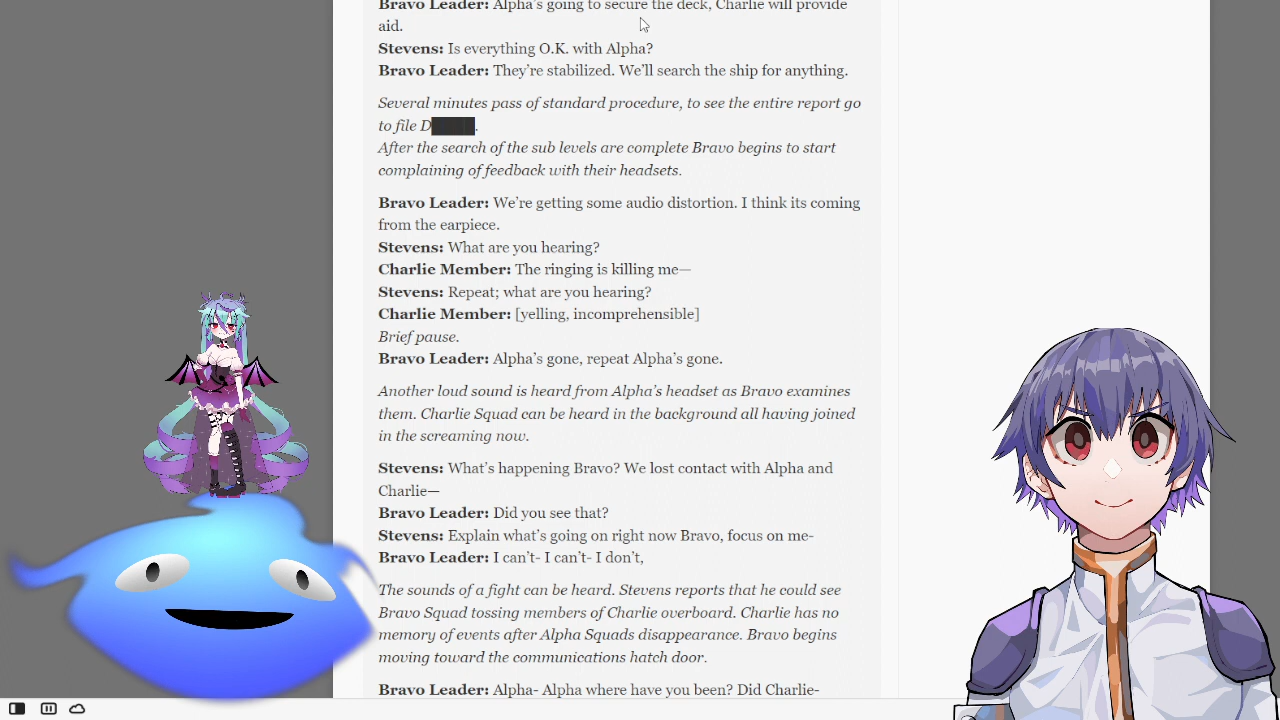 Bravo Leader: Alpha's going to secure the deck, Charlie will provide
aid.
Stevens: Is everything O.K. with Alpha?
Bravo Leader: They're stabilized. We'll search the ship for anything.
Several minutes pass of standard procedure, to see the entire report go
to file D████.
After the search of the sub levels are complete Bravo begins to start
complaining of feedback with their headsets.
Bravo Leader: We're getting some audio distortion. I think its coming
from the earpiece.
Stevens: What are you hearing?
Charlie Member: The ringing is killing me—
Stevens: Repeat; what are you hearing?
Charlie Member: [yelling, incomprehensible]
Brief pause.
Bravo Leader: Alpha's gone, repeat Alpha's gone.
Another loud sound is heard from Alpha's headset as Bravo examines
them. Charlie Squad can be heard in the background all having joined
in the screaming now.
Stevens: What's happening Bravo? We lost contact with Alpha and
Charlie—
Bravo Leader: Did you see that?
Stevens: Explain what's going on right now Bravo, focus on me-
Bravo Leader: I can't- I can't- I don't,
The sounds of a fight can be heard. Stevens reports that he could see
Bravo Squad tossing members of Charlie overboard. Charlie has no
memory of events after Alpha Squads disappearance. Bravo begins
moving toward the communications hatch door.
Bravo Leader: Alpha- Alpha where have you been? Did Charlie-